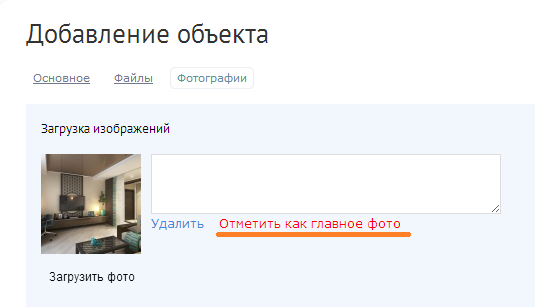 Добавление объекта
Основное Файлы Фотографии
Загрузка изображений
Удалить Отметить как главное фото
Загрузить фото